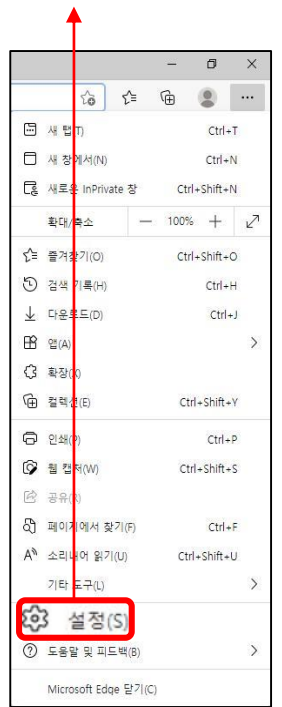 새 탭(T) Ctrl+T
새 창에서(N) Ctrl+N
새로운 InPrivate 창 Ctrl+Shift+N
확대/축소 — 100% +
즐겨찾기(O) Ctrl+Shift+O
검색 기록(H) Ctrl+H
다운로드(D) Ctrl+J
앱(A)
확장(X)
컬렉션(E) Ctrl+Shift+Y
인쇄(P) Ctrl+P
웹 캡처(W) Ctrl+Shift+S
공유(R)
페이지에서 찾기(F) Ctrl+F
소리내어 읽기(U) Ctrl+Shift+U
기타 도구(L)
설정(S)
도움말 및 피드백(B)
Microsoft Edge 닫기(C)